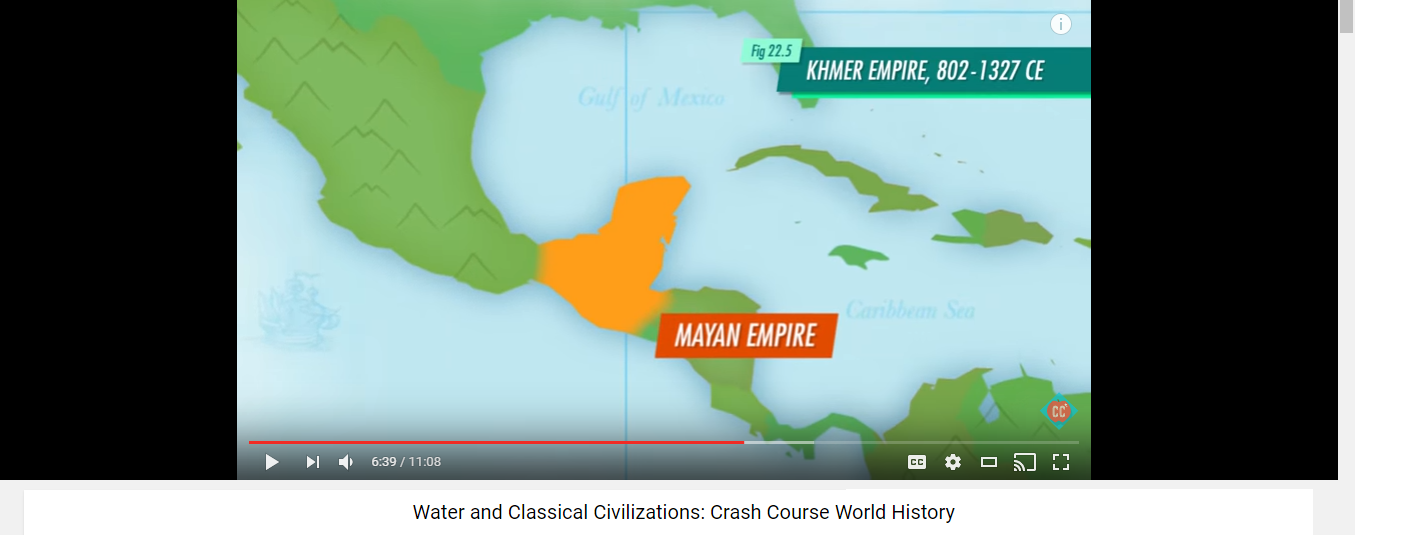 Fig 22.5
KHMER EMPIRE, 802-1327 CE
Gulf of Mexico
Caribbean Sea
MAYAN EMPIRE
CC
6:39 / 11:08
CC
Water and Classical Civilizations: Crash Course World History